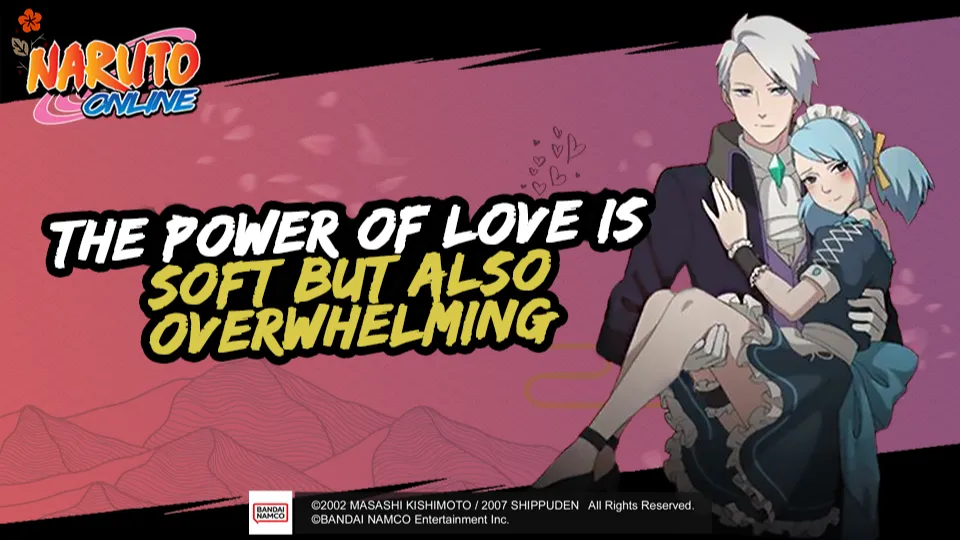 NARUTO
ONLINE
THE POWER OF LOVE IS
SOFT BUT ALSO
OVERWHELMING
BANDAI
NAMCO
©2002 MASASHI KISHIMOTO / 2007 SHIPPUDEN All Rights Reserved.
©BANDAI NAMCO Entertainment Inc.